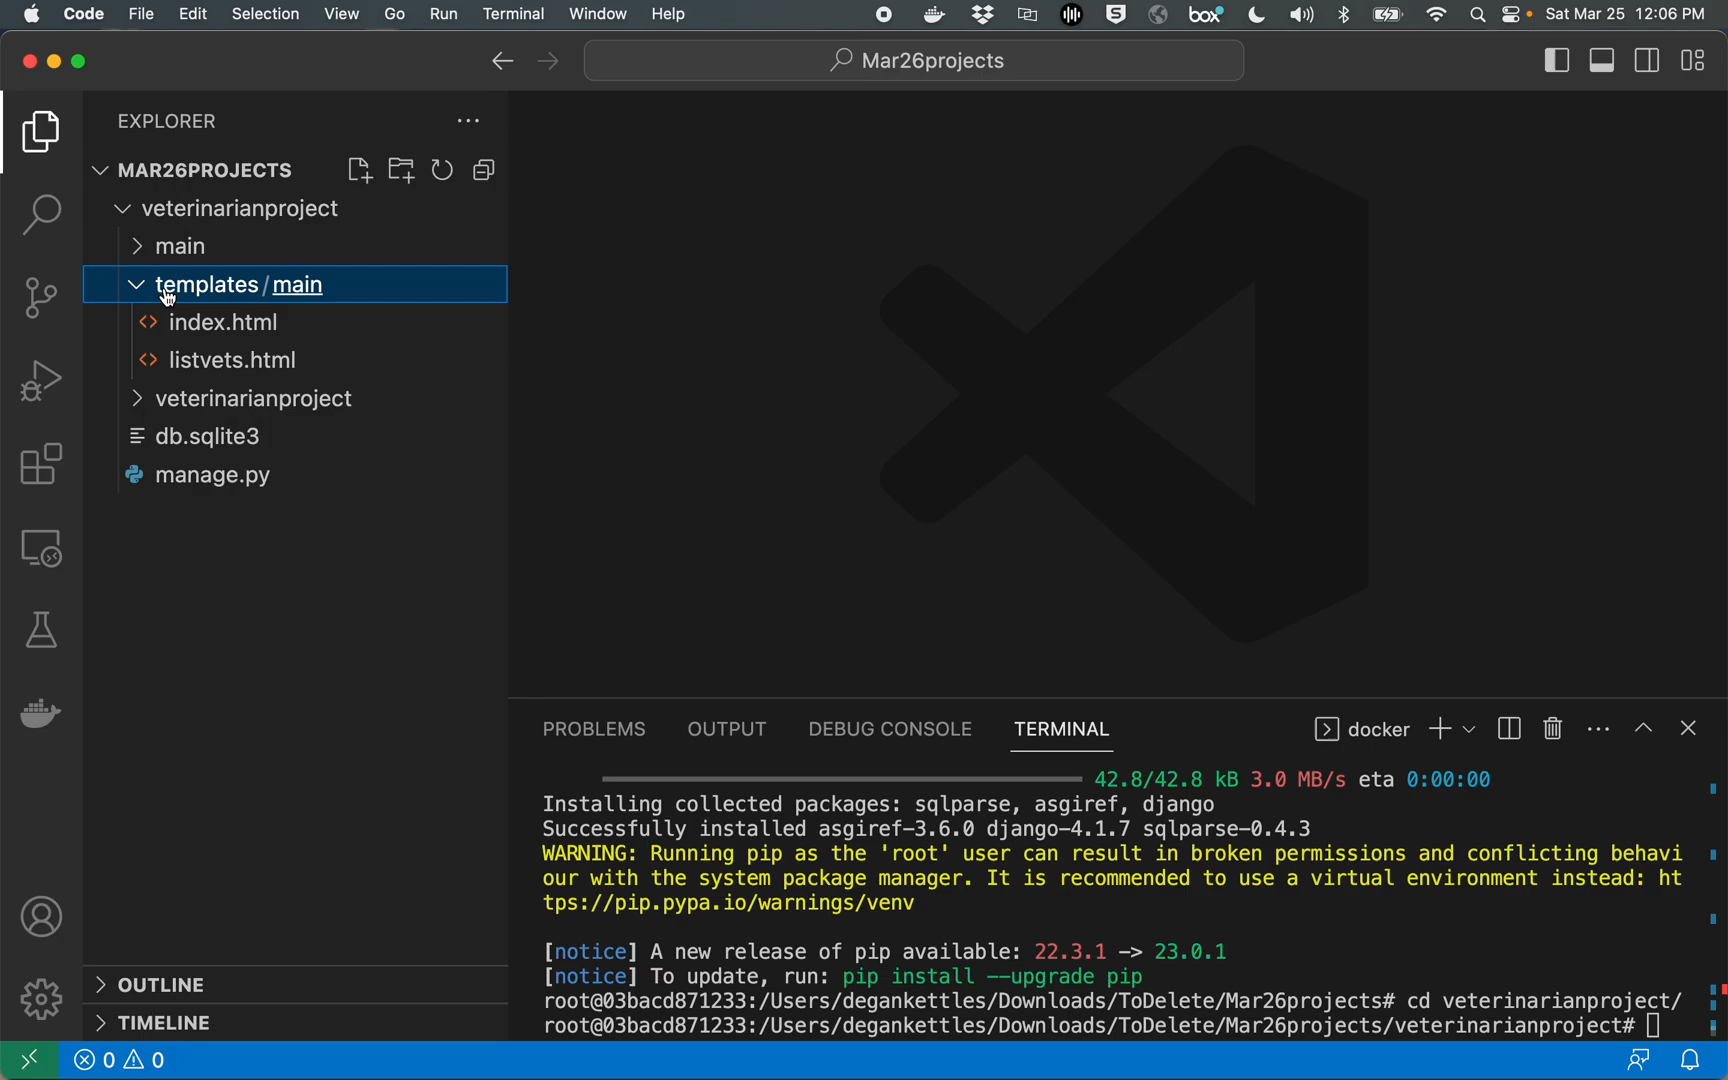 Code File Edit Selection View Go Run Terminal Window Help box Sat Mar 25 12:06 PM
Mar26projects
EXPLORER
MAR26PROJECTS
veterinarianproject
main
templates/main
index.html
listvets.html
veterinarianproject
db.sqlite3
manage.py
OUTLINE
TIMELINE
PROBLEMS OUTPUT DEBUG CONSOLE TERMINAL docker
42.8/42.8 kB 3.0 MB/s eta 0:00:00
Installing collected packages: sqlparse, asgiref, django
Successfully installed asgiref-3.6.0 django-4.1.7 sqlparse-0.4.3
WARNING: Running pip as the 'root' user can result in broken permissions and conflicting behavi
our with the system package manager. It is recommended to use a virtual environment instead: ht
tps://pip.pypa.io/warnings/venv
[notice] A new release of pip available: 22.3.1 -> 23.0.1
[notice] To update, run: pip install --upgrade pip
root@03bacd871233:/Users/degankettles/Downloads/ToDelete/Mar26projects# cd veterinarianproject/
root@03bacd871233:/Users/degankettles/Downloads/ToDelete/Mar26projects/veterinarianproject#
0 0